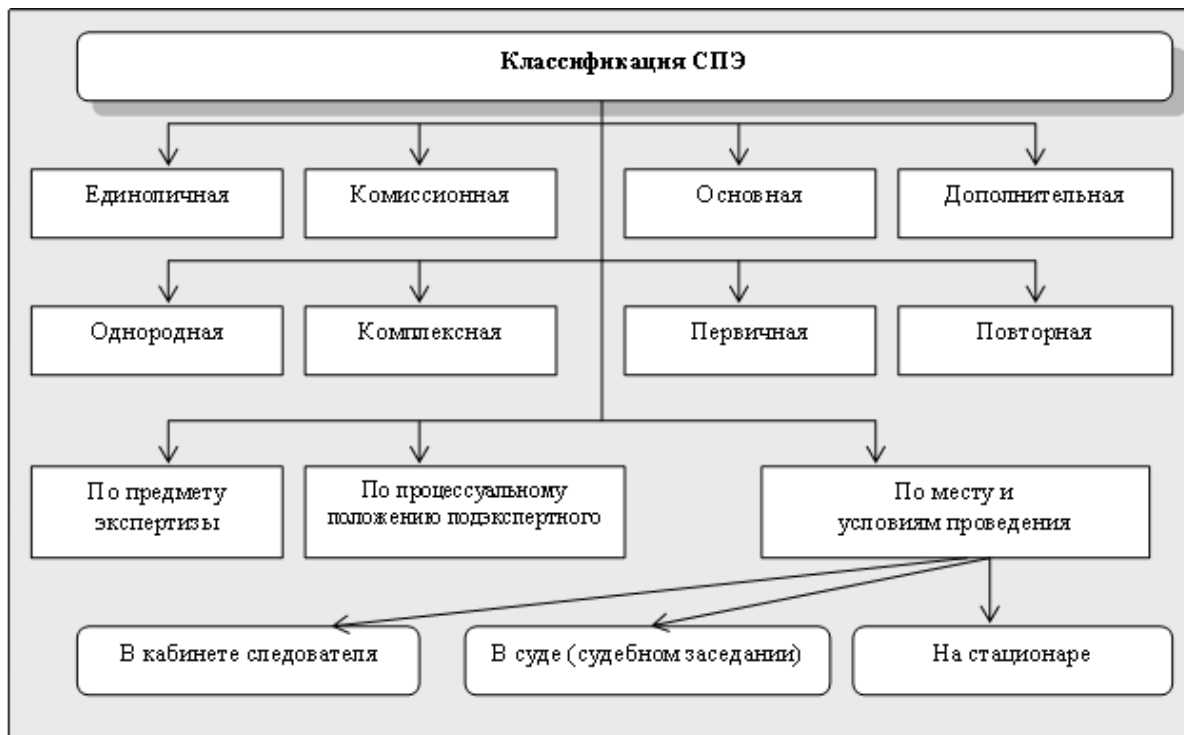 Классификация СПЭ
Единоличная
Комиссионная
Основная
Дополнительная
Однородная
Комплексная
Первичная
Повторная
По предмету
экспертизы
По процессуальному
положению подэкспертного
По месту и
условиям проведения
В кабинете следователя
В суде (судебном заседании)
На стационаре